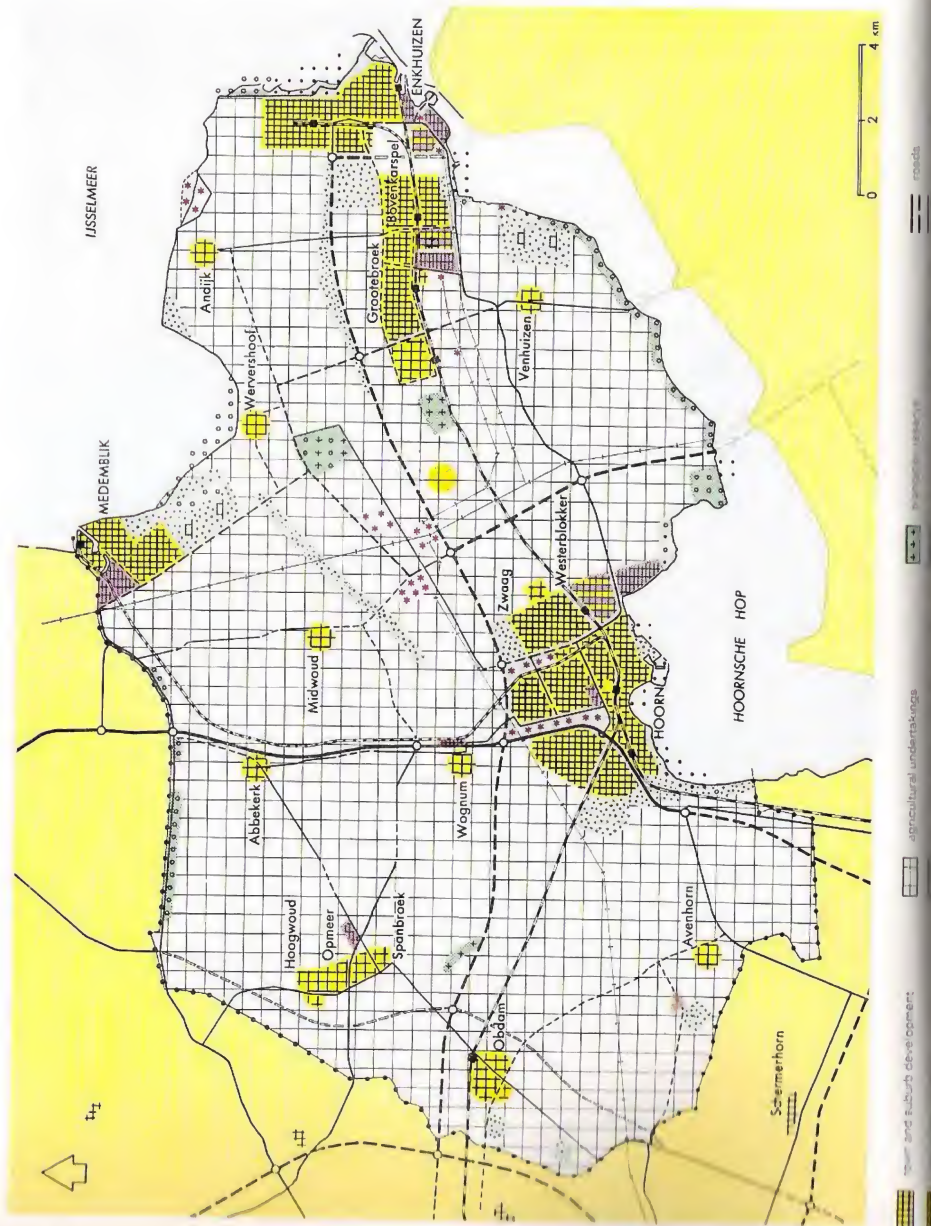 IJSSELMEER
MEDEMBLIK
ENKHUIZEN
Andijk
Wervershoof
Grootebroek
Bovenkarspel
Venhuizen
Midwoud
Abbekerk
Hoogwoud
Opmeer
Spanbroek
Wognum
Zwaag
Westerblokker
HOORN
HOORNSCHE HOP
Obdam
Avenhorn
Schermerhorn
0 2 4 km
town and suburb development
agricultural undertakings
reserve
roads